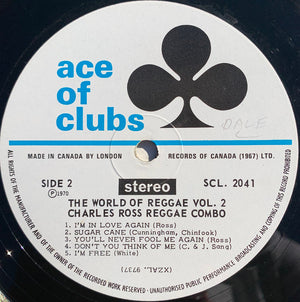 ace
of
clubs
DALE
MADE IN CANADA BY LONDON RECORDS OF CANADA (1967) LTD.
SIDE 2 stereo SCL. 2041
Ⓟ1970
THE WORLD OF REGGAE VOL. 2
CHARLES ROSS REGGAE COMBO
1. I'M IN LOVE AGAIN (Ross)
2. SUGAR CANE (Cunningham, Chinfook)
3. YOU'LL NEVER FOOL ME AGAIN (Ross)
4. DON'T YOU THINK OF ME (C. & J. Song)
5. I'M FREE (White)
(XZAL. 937)
ALL RIGHTS OF THE MANUFACTURER AND OF THE OWNER OF THE RECORDED WORK RESERVED · UNAUTHORISED PUBLIC PERFORMANCE, BROADCASTING AND COPYING OF THIS RECORD PROHIBITED